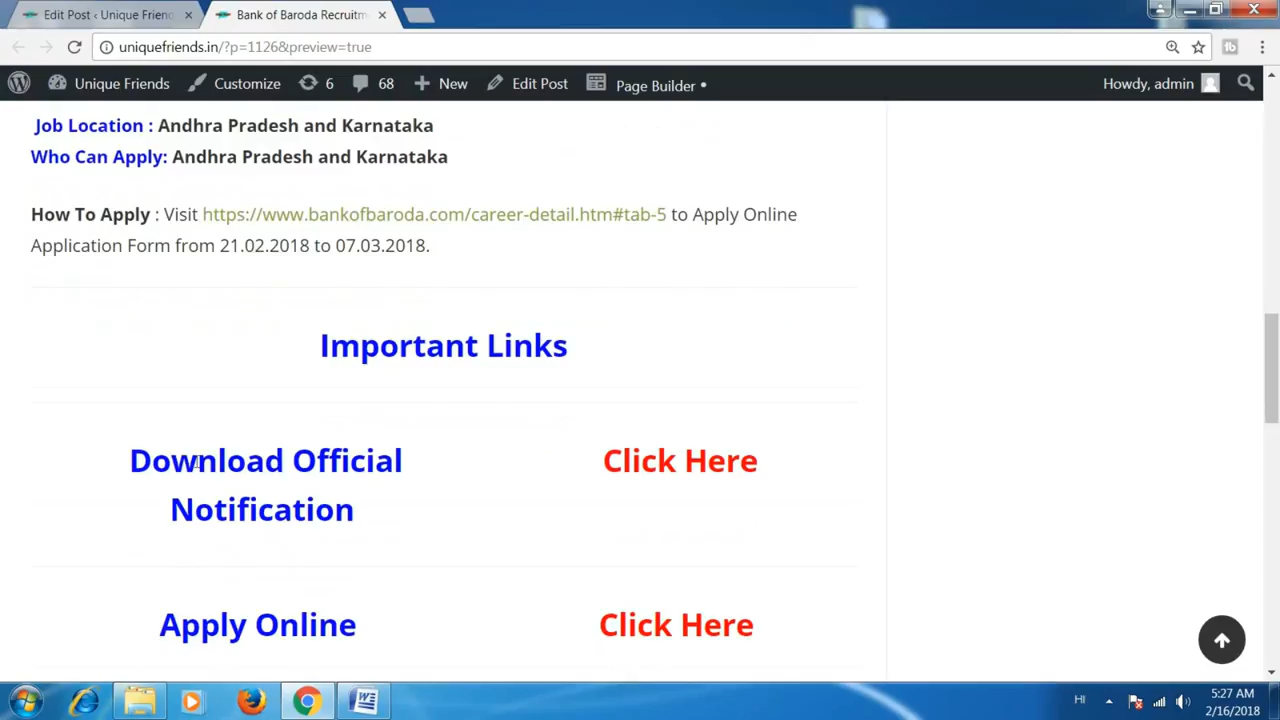 Edit Post ‹ Unique Frien
Bank of Baroda Recruitm
uniquefriends.in/?p=1126&preview=true
Unique Friends
Customize
6
68
New
Edit Post
Page Builder
Howdy, admin
Job Location : Andhra Pradesh and Karnataka
Who Can Apply: Andhra Pradesh and Karnataka
How To Apply : Visit https://www.bankofbaroda.com/career-detail.htm#tab-5 to Apply Online
Application Form from 21.02.2018 to 07.03.2018.
Important Links
Download Official
Notification
Click Here
Apply Online
Click Here
HI
5:27 AM
2/16/2018